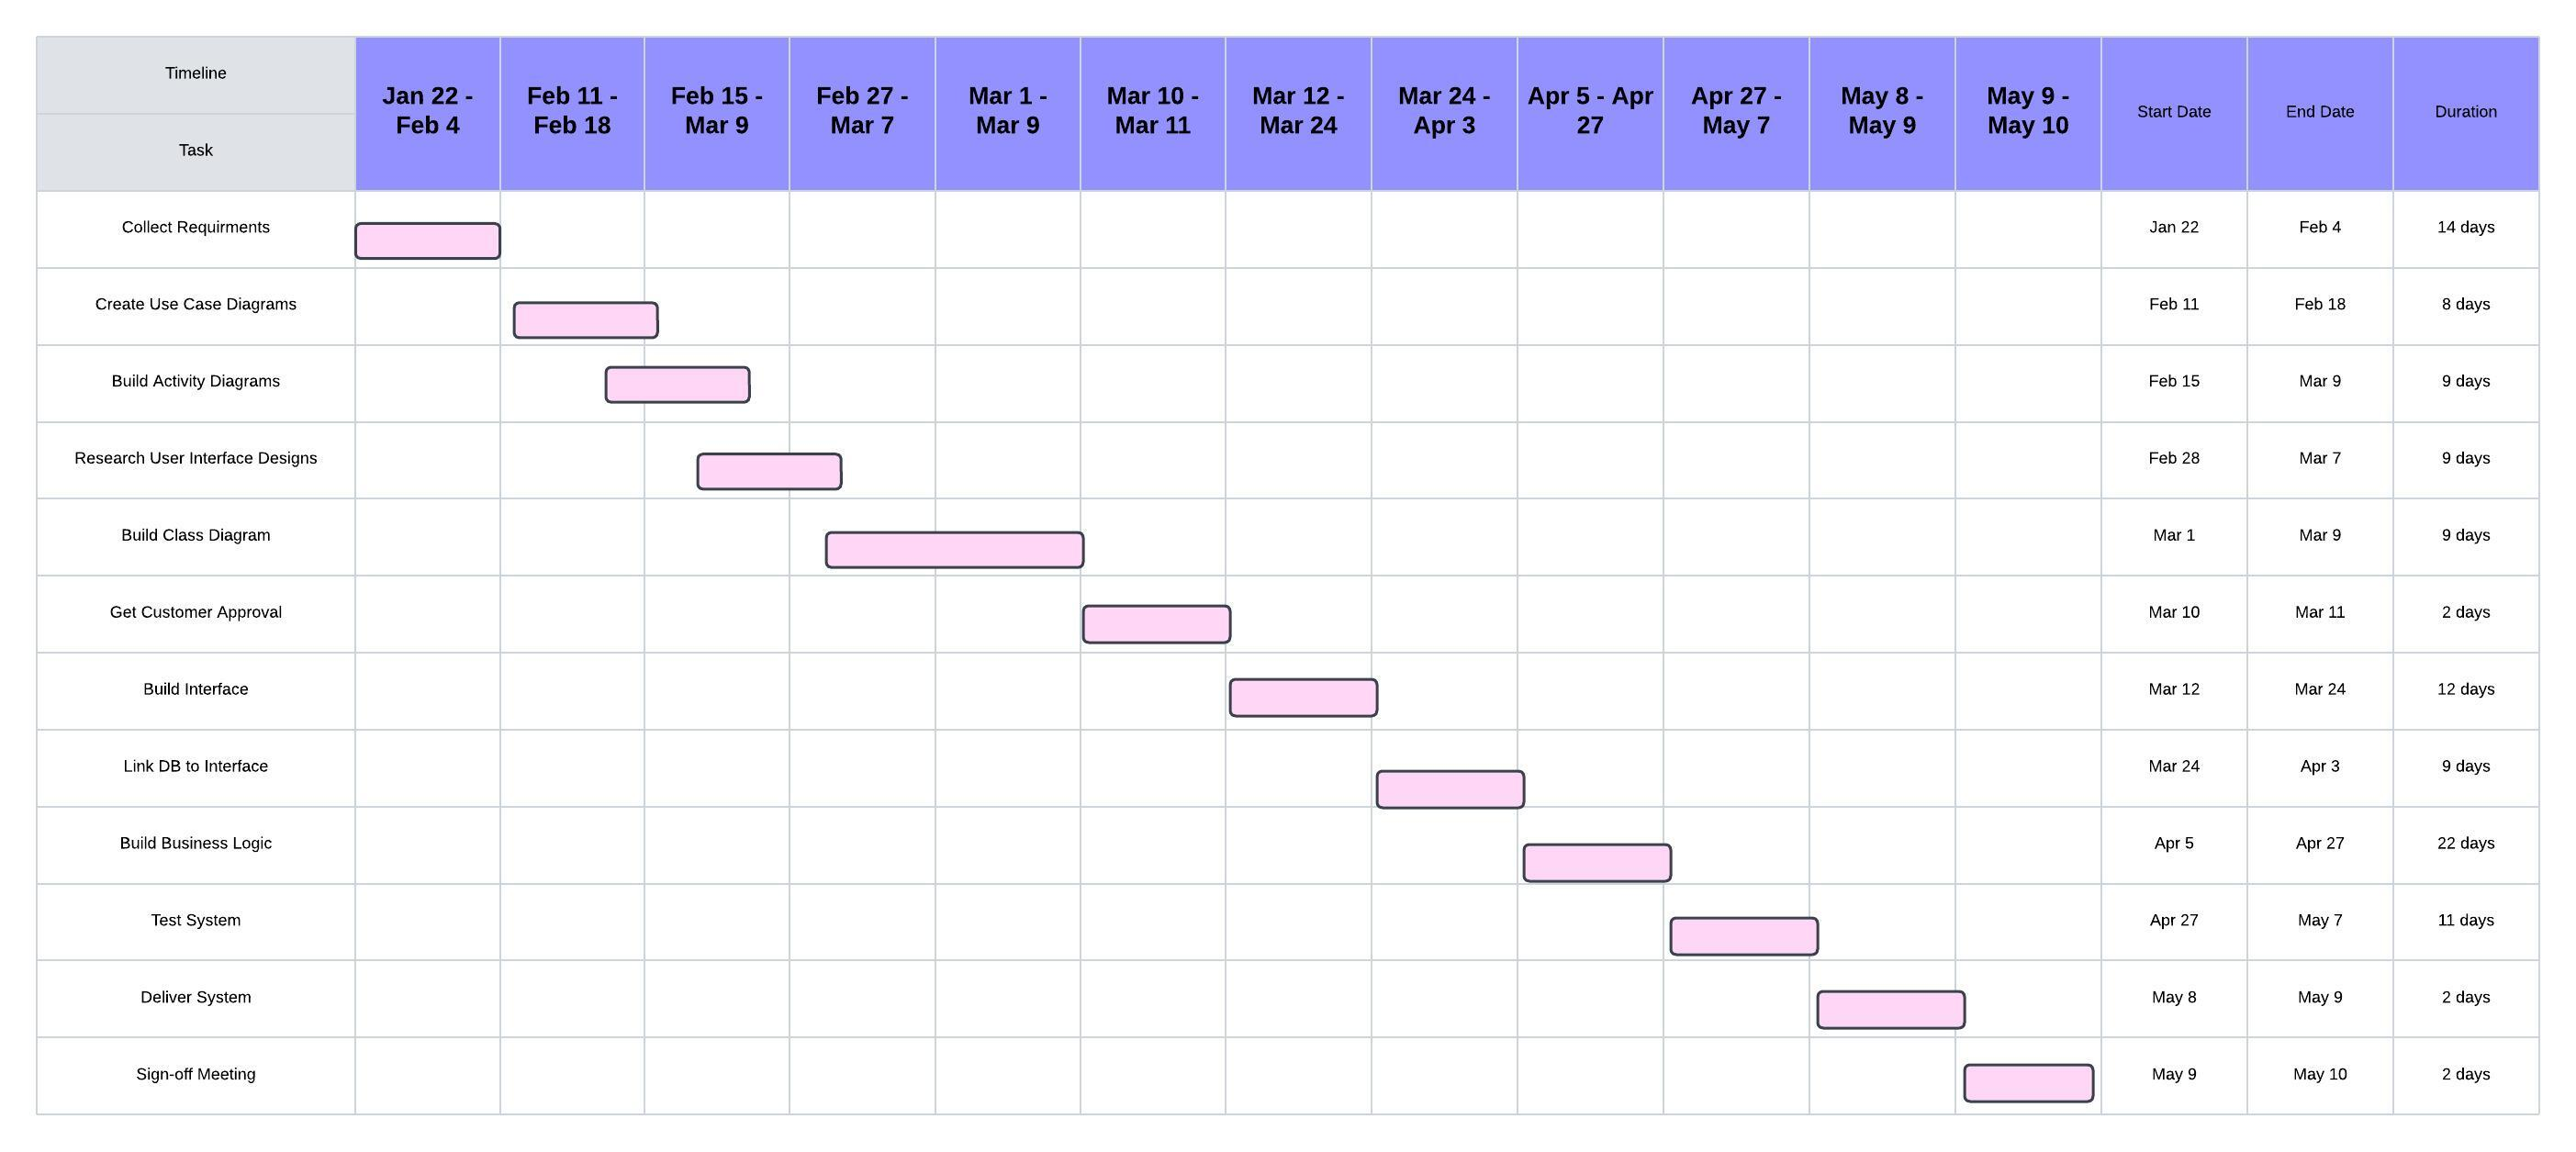 Timeline
Task
Jan 22 -
Feb 4
Feb 11 -
Feb 18
Feb 15 -
Mar 9
Feb 27 -
Mar 7
Mar 1 -
Mar 9
Mar 10 -
Mar 11
Mar 12 -
Mar 24
Mar 24 -
Apr 3
Apr 5 - Apr
27
Apr 27 -
May 7
May 8 -
May 9
May 9 -
May 10
Start Date
End Date
Duration
Collect Requirments Jan 22 Feb 4 14 days
Create Use Case Diagrams Feb 11 Feb 18 8 days
Build Activity Diagrams Feb 15 Mar 9 9 days
Research User Interface Designs Feb 28 Mar 7 9 days
Build Class Diagram Mar 1 Mar 9 9 days
Get Customer Approval Mar 10 Mar 11 2 days
Build Interface Mar 12 Mar 24 12 days
Link DB to Interface Mar 24 Apr 3 9 days
Build Business Logic Apr 5 Apr 27 22 days
Test System Apr 27 May 7 11 days
Deliver System May 8 May 9 2 days
Sign-off Meeting May 9 May 10 2 days